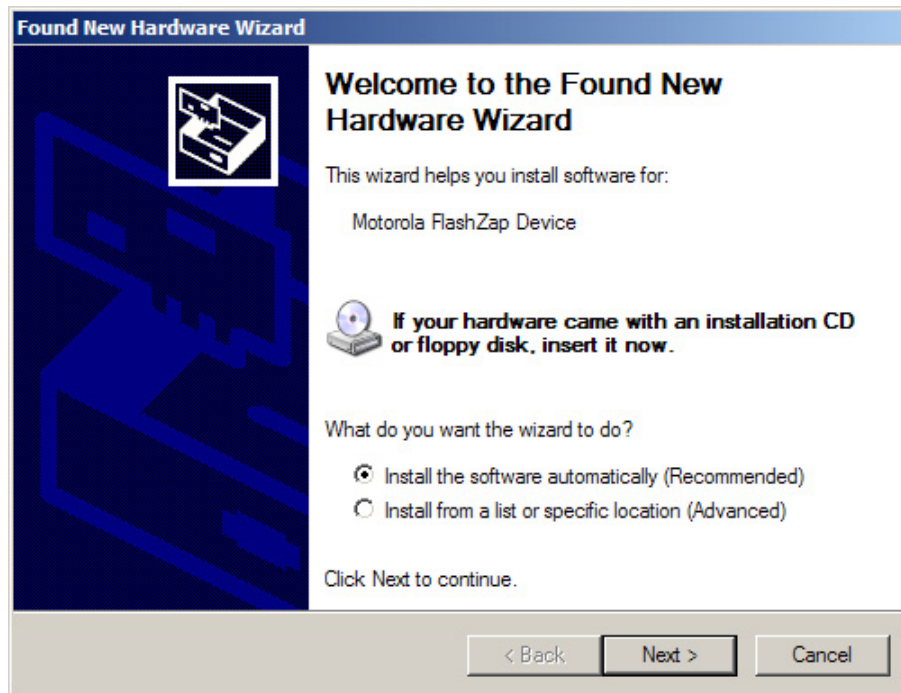 Found New Hardware Wizard
Welcome to the Found New
Hardware Wizard
This wizard helps you install software for:
Motorola FlashZap Device
If your hardware came with an installation CD
or floppy disk, insert it now.
What do you want the wizard to do?
Install the software automatically (Recommended)
Install from a list or specific location (Advanced)
Click Next to continue.
< Back Next > Cancel